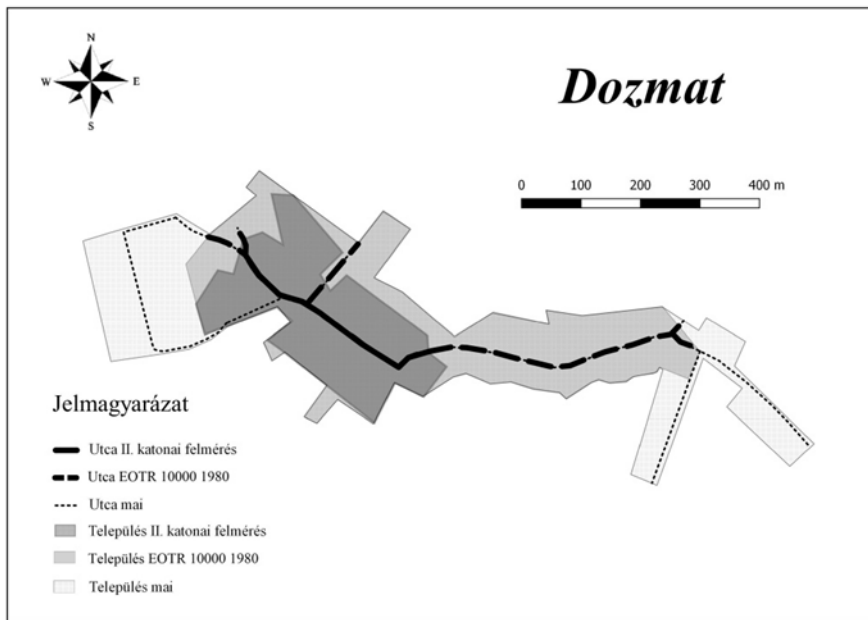 N
W E
S
Dozmat
0 100 200 300 400 m
Jelmagyarázat
Utca II. katonai felmérés
Utca EOTR 10000 1980
Utca mai
Település II. katonai felmérés
Település EOTR 10000 1980
Település mai